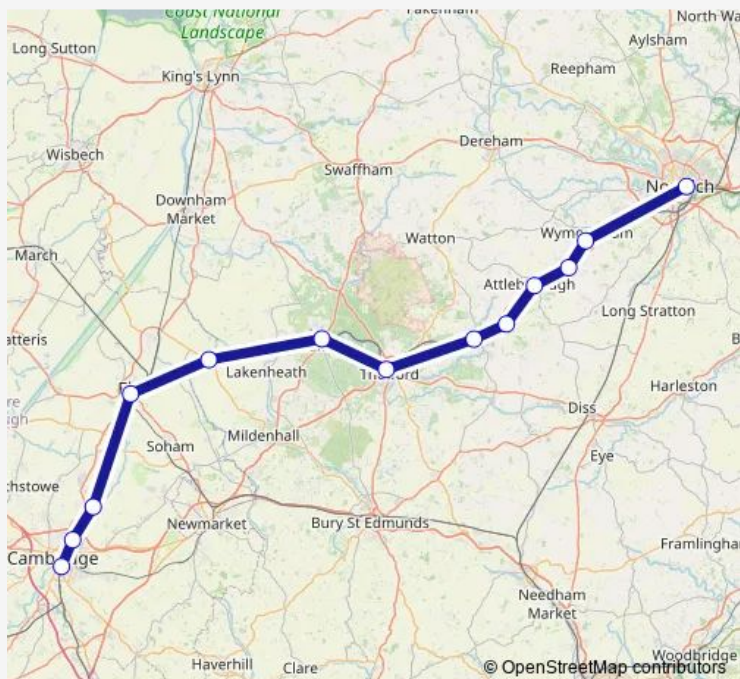 Coast National
Landscape
Fakenham
North Wa
Long Sutton
Aylsham
King's Lynn
Reepham
Dereham
Wisbech
Swaffham
Downham
Market
Watton
March
Long Stratton
Lakenheath
Harleston
Diss
Soham
Mildenhall
Eye
Newmarket
Bury St Edmunds
Framlingham
Needham
Market
Haverhill
Clare
Woodbridge
© OpenStreetMap contributors